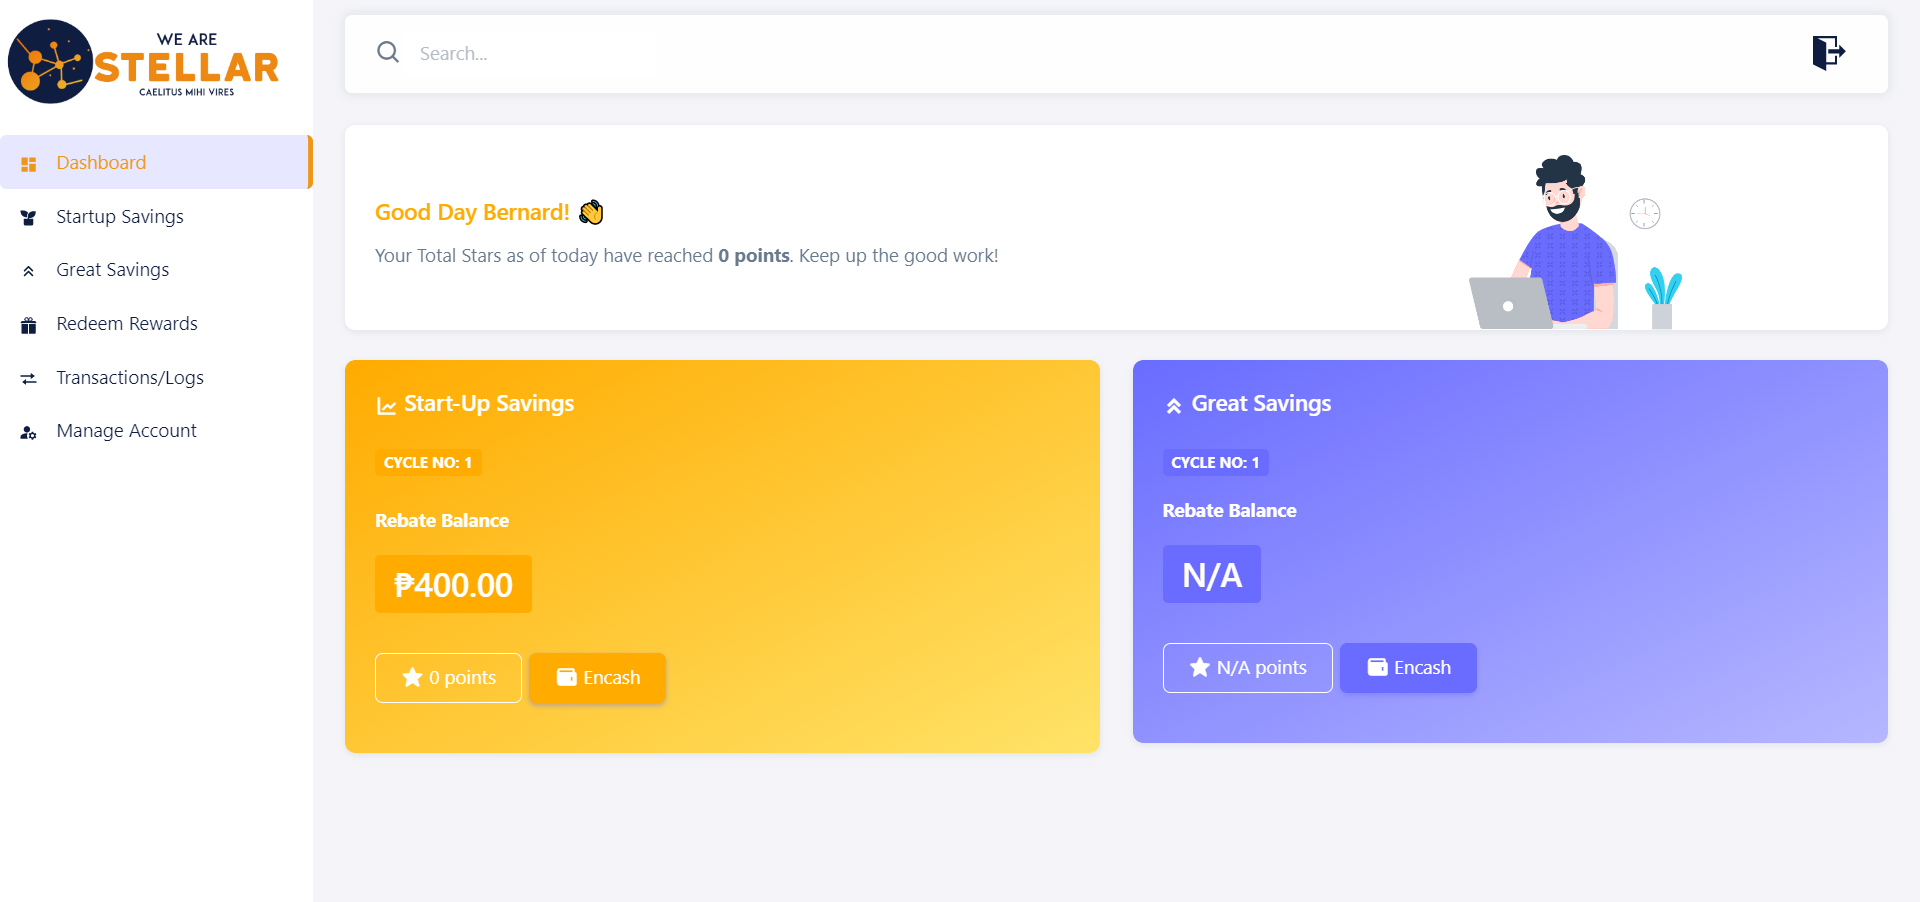 WE ARE
STELLAR
CAELITUS MIHI VIRES
Dashboard
Startup Savings
Great Savings
Redeem Rewards
Transactions/Logs
Manage Account
Search...
Good Day Bernard! 👋
Your Total Stars as of today have reached 0 points. Keep up the good work!
Start-Up Savings
CYCLE NO: 1
Rebate Balance
₱400.00
0 points
Encash
Great Savings
CYCLE NO: 1
Rebate Balance
N/A
N/A points
Encash